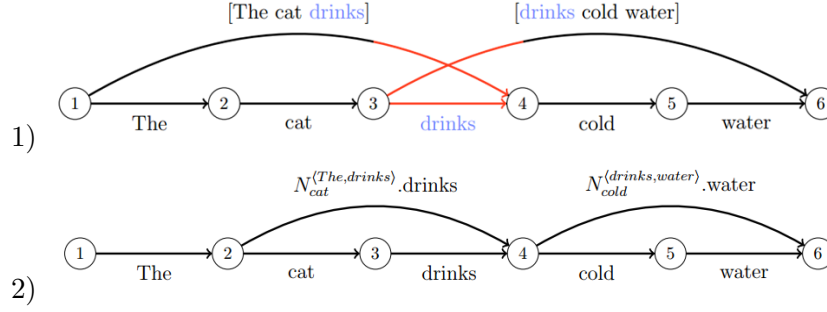 [The cat drinks] [drinks cold water]
1 2 3 4 5 6
The cat drinks cold water
1)
N_{cat}^{⟨The,drinks⟩}.drinks N_{cold}^{⟨drinks,water⟩}.water
1 2 3 4 5 6
The cat drinks cold water
2)